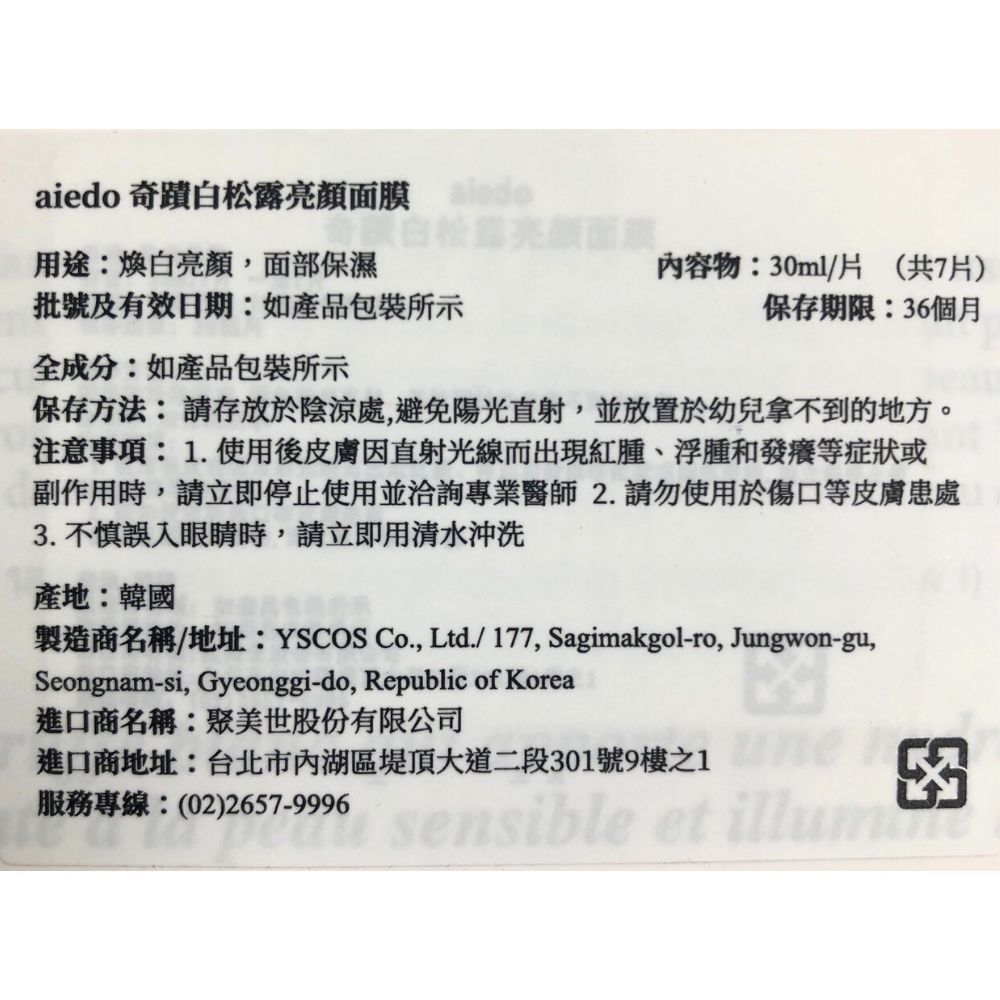 aiedo 奇蹟白松露亮顏面膜
用途：煥白亮顏，面部保濕 內容物：30ml/片 （共7片）
批號及有效日期：如產品包裝所示 保存期限：36個月
全成分：如產品包裝所示
保存方法： 請存放於陰涼處,避免陽光直射，並放置於幼兒拿不到的地方。
注意事項： 1. 使用後皮膚因直射光線而出現紅腫、浮腫和發癢等症狀或
副作用時，請立即停止使用並洽詢專業醫師 2. 請勿使用於傷口等皮膚患處
3. 不慎誤入眼睛時，請立即用清水沖洗
產地：韓國
製造商名稱/地址：YSCOS Co., Ltd./ 177, Sagimakgol-ro, Jungwon-gu,
Seongnam-si, Gyeonggi-do, Republic of Korea
進口商名稱：聚美世股份有限公司
進口商地址：台北市內湖區堤頂大道二段301號9樓之1
服務專線：(02)2657-9996